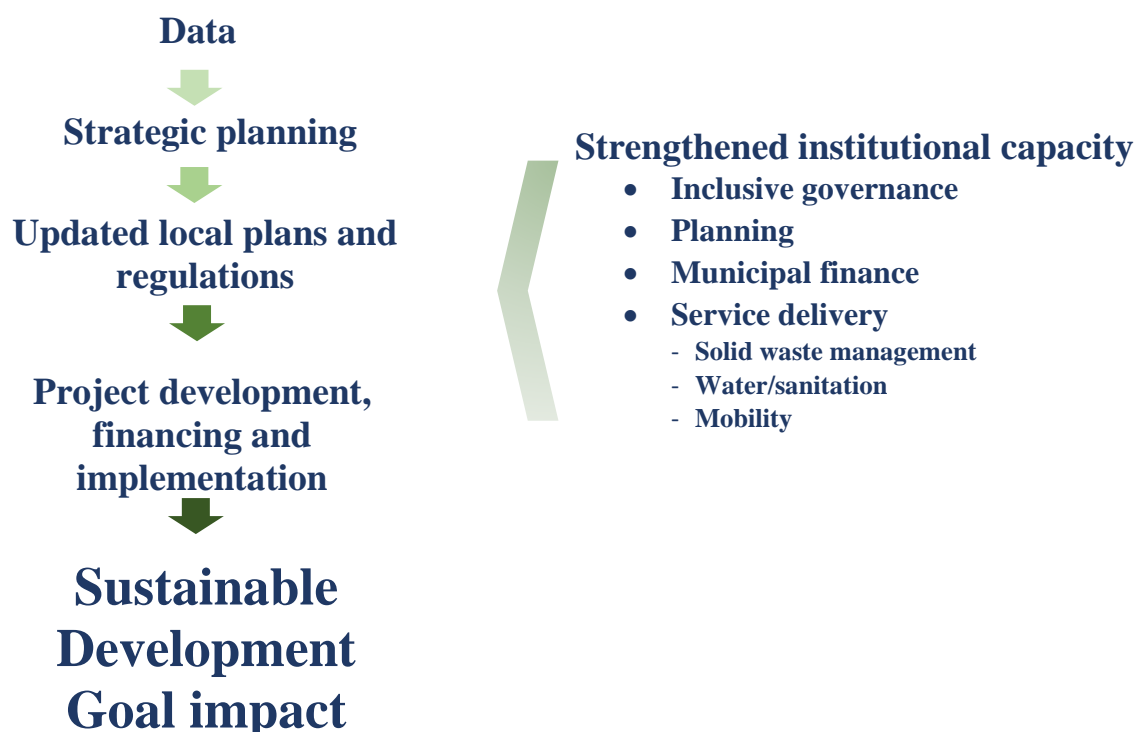 Data
Strategic planning
Updated local plans and
regulations
Project development,
financing and
implementation
Sustainable
Development
Goal impact
Strengthened institutional capacity
• Inclusive governance
• Planning
• Municipal finance
• Service delivery
- Solid waste management
- Water/sanitation
- Mobility